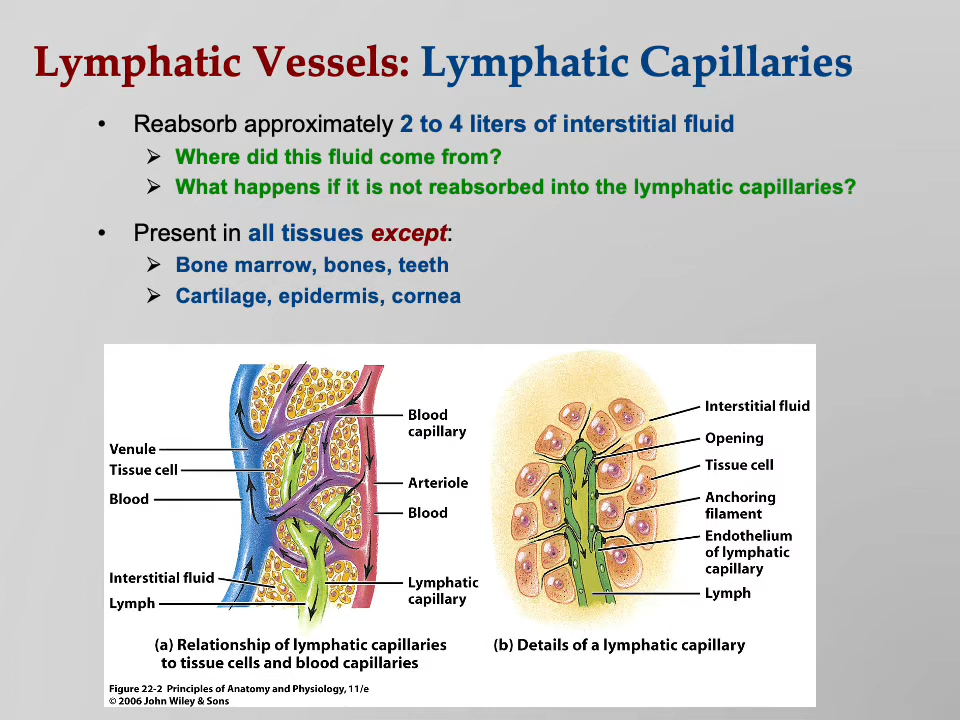 Lymphatic Vessels: Lymphatic Capillaries
• Reabsorb approximately 2 to 4 liters of interstitial fluid
➢ Where did this fluid come from?
➢ What happens if it is not reabsorbed into the lymphatic capillaries?
• Present in all tissues except:
➢ Bone marrow, bones, teeth
➢ Cartilage, epidermis, cornea
Venule
Tissue cell
Blood
Interstitial fluid
Lymph
Blood
capillary
Arteriole
Blood
Lymphatic
capillary
(a) Relationship of lymphatic capillaries
to tissue cells and blood capillaries
Interstitial fluid
Opening
Tissue cell
Anchoring
filament
Endothelium
of lymphatic
capillary
Lymph
(b) Details of a lymphatic capillary
Figure 22-2 Principles of Anatomy and Physiology, 11/e
© 2006 John Wiley & Sons